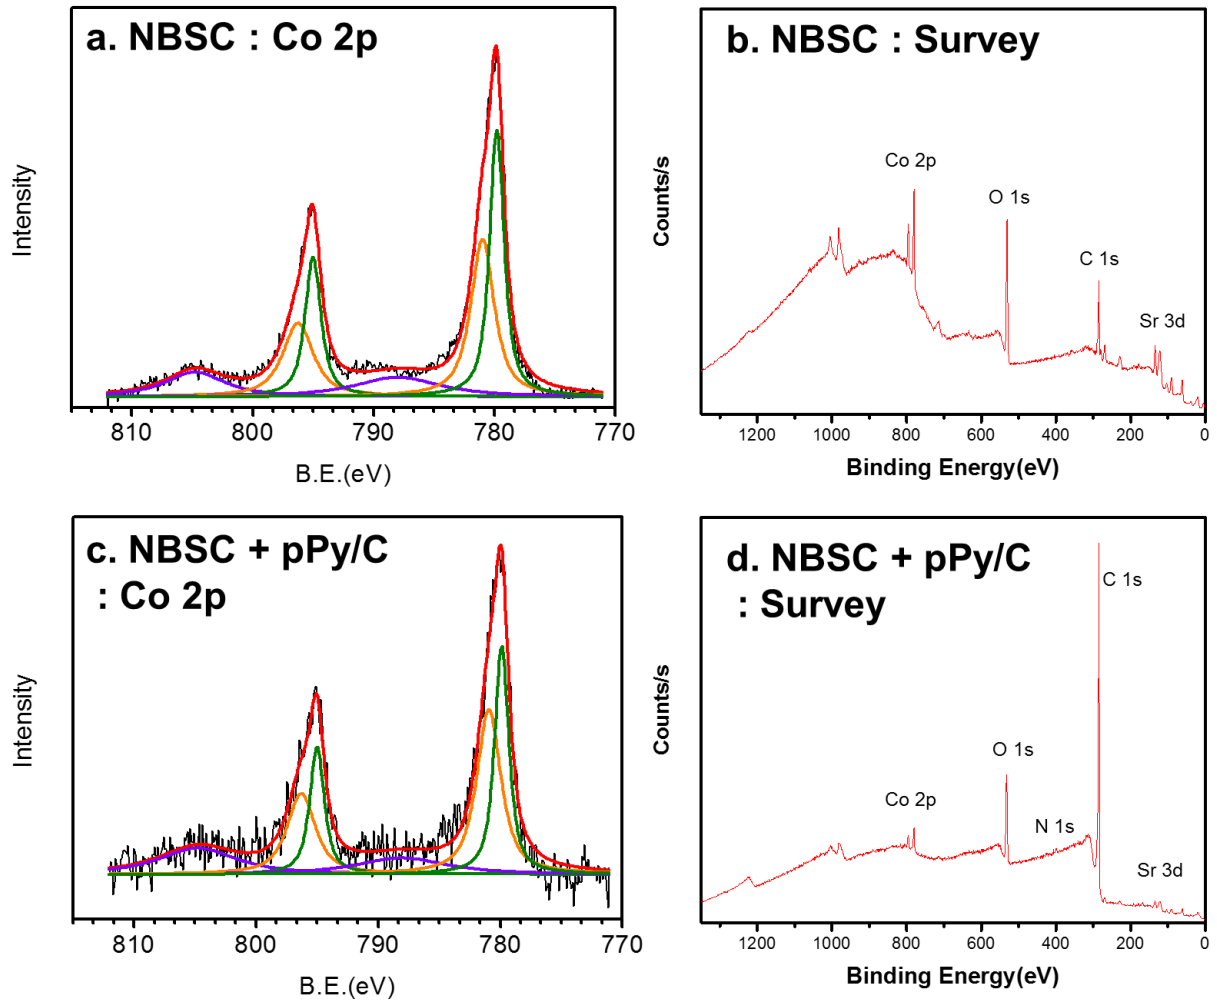 a. NBSC : Co 2p
Intensity
810 800 790 780 770
B.E.(eV)
b. NBSC : Survey
Counts/s
Co 2p
O 1s
C 1s
Sr 3d
1200 1000 800 600 400 200 0
Binding Energy(eV)
c. NBSC + pPy/C
: Co 2p
Intensity
810 800 790 780 770
B.E.(eV)
d. NBSC + pPy/C
: Survey
Counts/s
C 1s
O 1s
Co 2p
N 1s
Sr 3d
1200 1000 800 600 400 200 0
Binding Energy(eV)